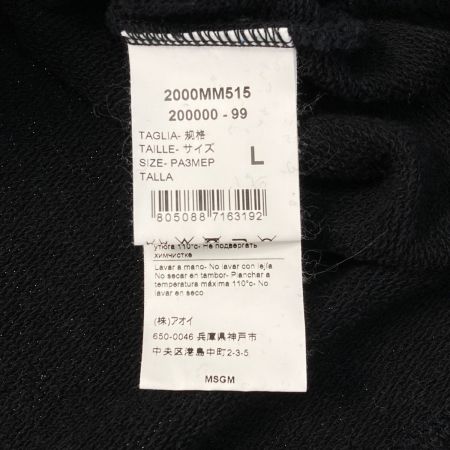 2000MM515
200000 - 99
TAGLIA- 规格
TAILLE- サイズ
SIZE- РАЗМЕР
TALLA
L
805088 7163192
утюга 110°c- Не подвергать
химчистке
Lavar a mano- No lavar con lejía
No secar en tambor- Planchar a
temperatura máxima 110°c- No
lavar en seco
(株)アオイ
650-0046 兵庫県神戸市
中央区港島中町2-3-5
MSGM